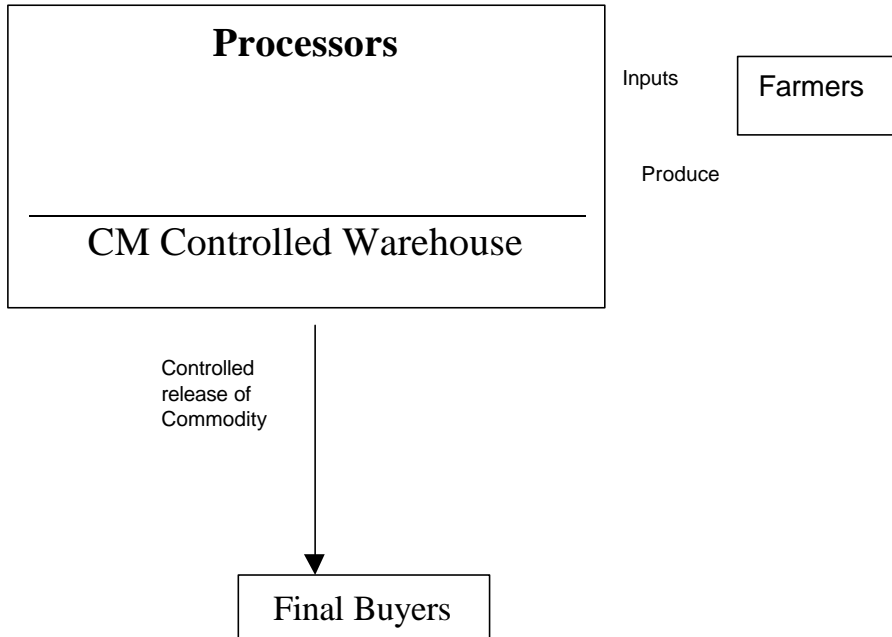 Processors
Inputs
Farmers
Produce
CM Controlled Warehouse
Controlled
release of
Commodity
Final Buyers